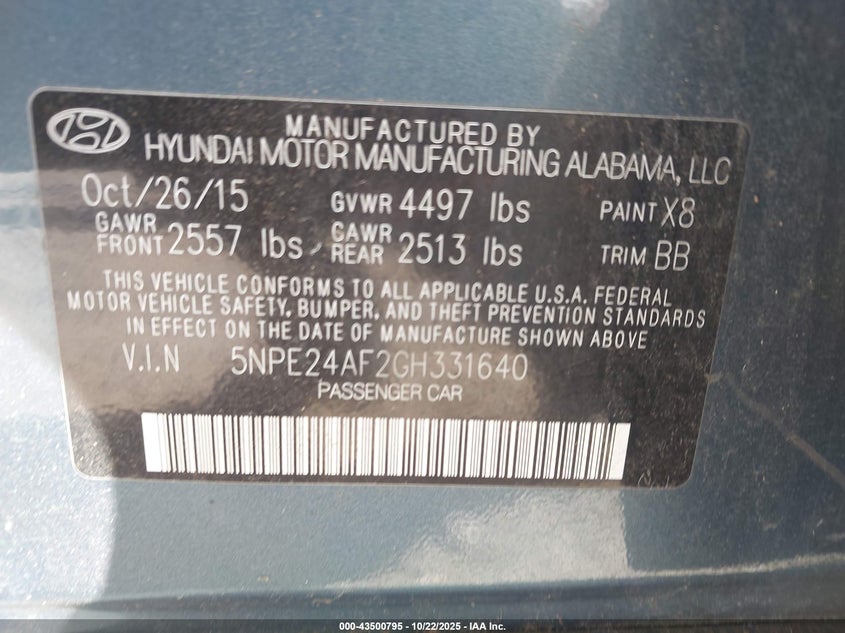 MANUFACTURED BY
HYUNDAI MOTOR MANUFACTURING ALABAMA, LLC
Oct/26/15 GVWR 4497 lbs PAINT X8
GAWR FRONT 2557 lbs GAWR REAR 2513 lbs TRIM BB
THIS VEHICLE CONFORMS TO ALL APPLICABLE U.S.A. FEDERAL
MOTOR VEHICLE SAFETY, BUMPER, AND THEFT PREVENTION STANDARDS
IN EFFECT ON THE DATE OF MANUFACTURE SHOWN ABOVE
V.I.N 5NPE24AF2GH331640
PASSENGER CAR
000-43500795 - 10/22/2025 - IAA Inc.